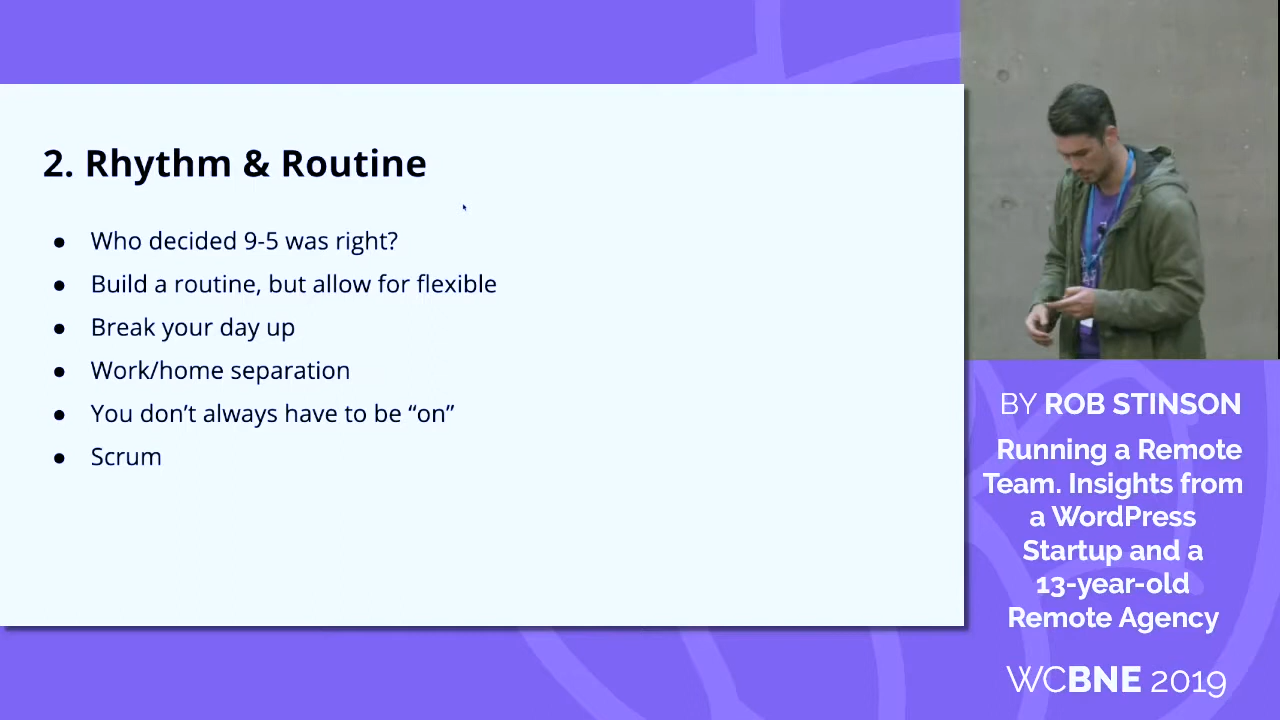 2. Rhythm & Routine
● Who decided 9-5 was right?
● Build a routine, but allow for flexible
● Break your day up
● Work/home separation
● You don’t always have to be “on”
● Scrum
BY ROB STINSON
Running a Remote
Team. Insights from
a WordPress
Startup and a
13-year-old
Remote Agency
WCBNE 2019